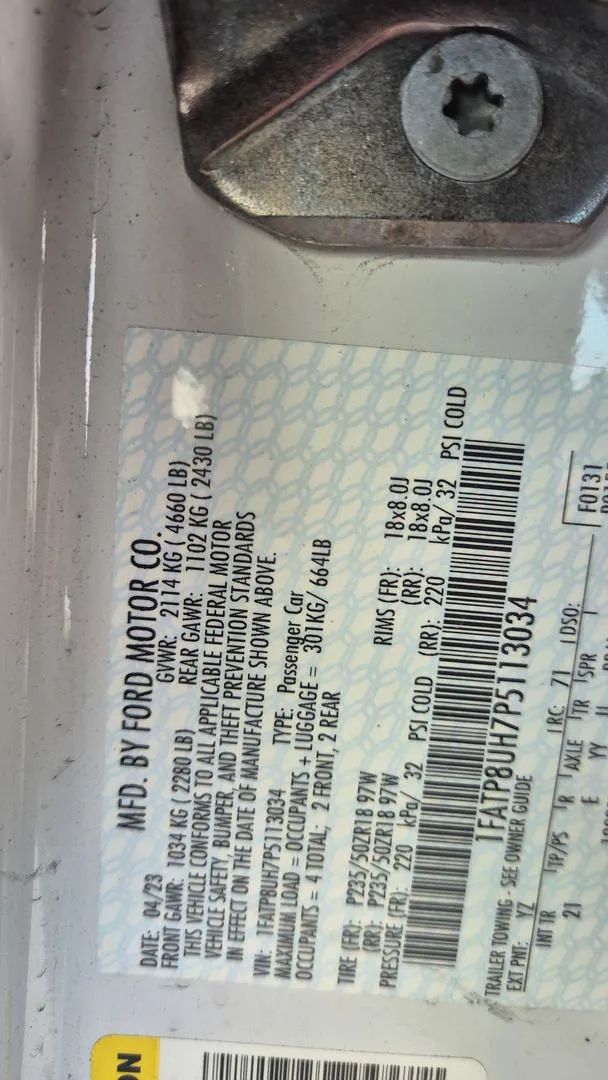 MFD. BY FORD MOTOR CO.
DATE: 04/23 GVWR: 2114 KG ( 4660 LB)
FRONT GAWR: 1034 KG ( 2280 LB) REAR GAWR: 1102 KG ( 2430 LB)
THIS VEHICLE CONFORMS TO ALL APPLICABLE FEDERAL MOTOR
VEHICLE SAFETY, BUMPER, AND THEFT PREVENTION STANDARDS
IN EFFECT ON THE DATE OF MANUFACTURE SHOWN ABOVE.
VIN: 1FATP8UH7P5113034 TYPE: Passenger Car
MAXIMUM LOAD = OCCUPANTS + LUGGAGE = 301KG/ 664LB
OCCUPANTS = 4 TOTAL: 2 FRONT, 2 REAR
TIRE (FR): P235/50ZR18 97W RIMS (FR): 18x8.0J
(RR): P235/50ZR18 97W (RR): 18x8.0J
PRESSURE (FR): 220 kPa/ 32 PSI COLD (RR): 220 kPa/ 32 PSI COLD
1FATP8UH7P5113034
TRAILER TOWING - SEE OWNER GUIDE
EXT PNT: YZ RC: 71 DSO: F0131
INT TR TP/PS R AXLE TR SPR
21 E YY U
ON